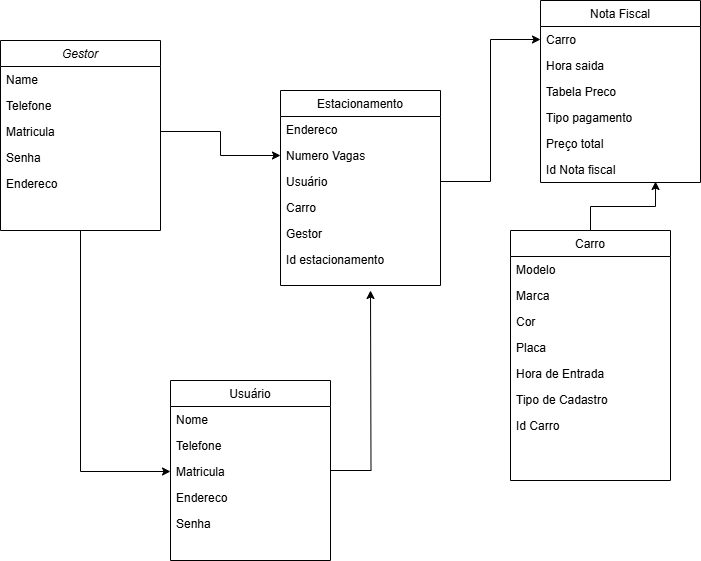 Gestor
Name
Telefone
Matricula
Senha
Endereco
Estacionamento
Endereco
Numero Vagas
Usuário
Carro
Gestor
Id estacionamento
Nota Fiscal
Carro
Hora saida
Tabela Preco
Tipo pagamento
Preço total
Id Nota fiscal
Carro
Modelo
Marca
Cor
Placa
Hora de Entrada
Tipo de Cadastro
Id Carro
Usuário
Nome
Telefone
Matricula
Endereco
Senha